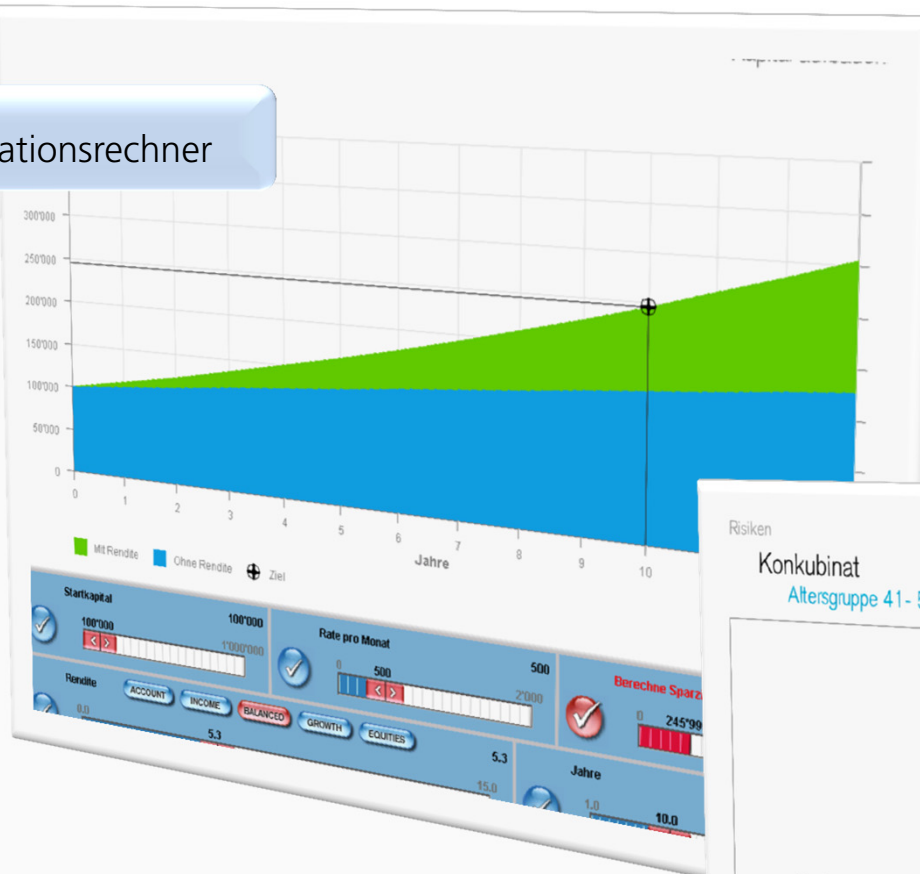 ationsrechner
300'000
250'000
200'000
150'000
100'000
50'000
0
0 1 2 3 4 5 6 7 8 9 10
Jahre
Mit Rendite Ohne Rendite Ziel
Startkapital
100'000
100'000
1'000'000
Rate pro Monat
500
0 500
2'000
Berechne Sparz
0 245'99
Rendite
ACCOUNT INCOME BALANCED GROWTH EQUITIES
0.0 5.3
5.3
15.0
Jahre
1.0 10.0
Risiken
Konkubinat
Altersgruppe 41-